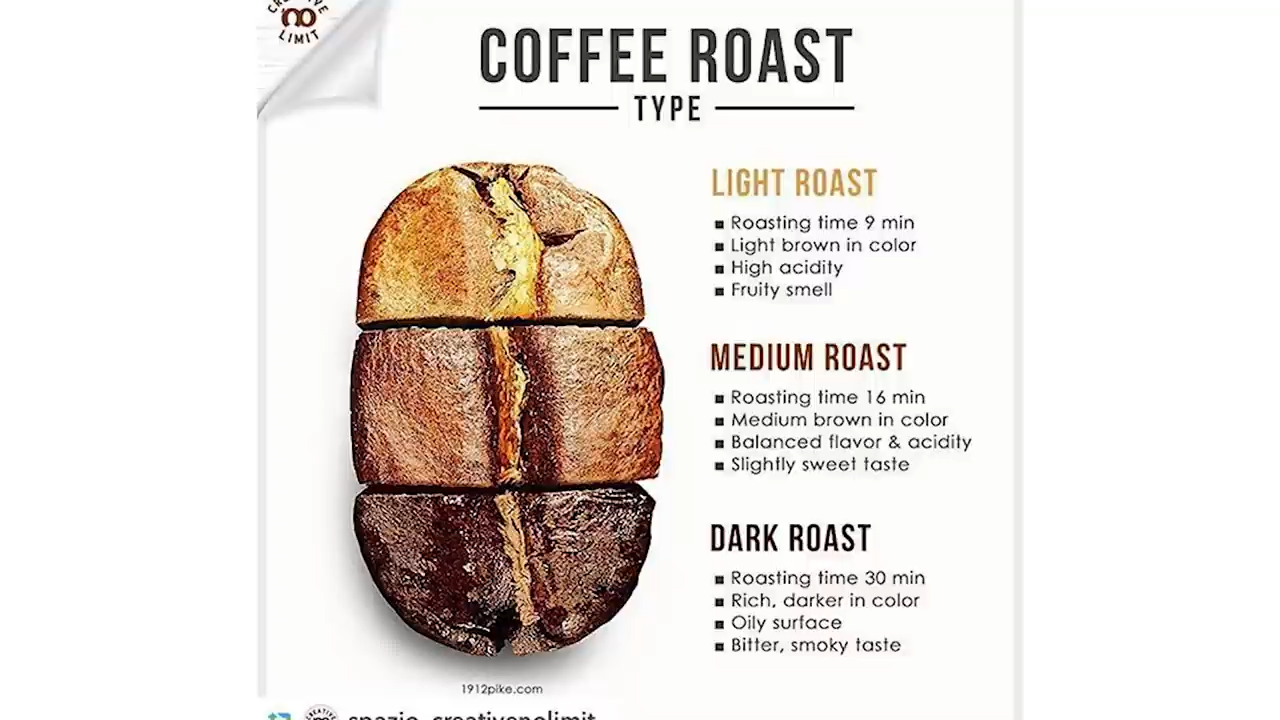 LIMIT
COFFEE ROAST
TYPE
LIGHT ROAST
▪ Roasting time 9 min
▪ Light brown in color
▪ High acidity
▪ Fruity smell
MEDIUM ROAST
▪ Roasting time 16 min
▪ Medium brown in color
▪ Balanced flavor & acidity
▪ Slightly sweet taste
DARK ROAST
▪ Roasting time 30 min
▪ Rich, darker in color
▪ Oily surface
▪ Bitter, smoky taste
1912pike.com
spazio_creativenolimit